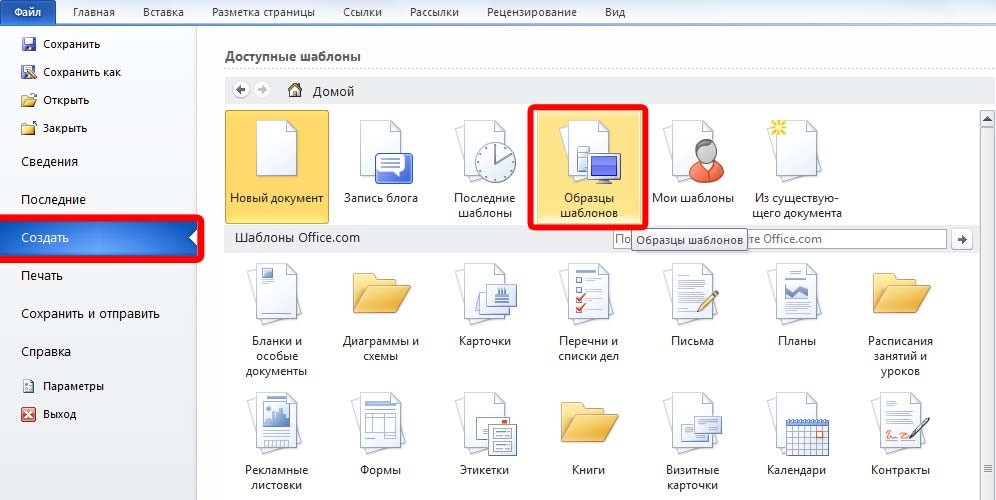 Файл Главная Вставка Разметка страницы Ссылки Рассылки Рецензирование Вид
Сохранить
Сохранить как
Открыть
Закрыть
Сведения
Последние
Создать
Печать
Сохранить и отправить
Справка
Параметры
Выход
Доступные шаблоны
Домой
Новый документ
Запись блога
Последние
шаблоны
Образцы
шаблонов
Мои шаблоны
Из существую-
щего документа
Шаблоны Office.com
По
Образцы шаблонов
те Office.com
Бланки и
особые
документы
Диаграммы и
схемы
Карточки
Перечни и
списки дел
Письма
Планы
Расписания
занятий и
уроков
Рекламные
листовки
Формы
Этикетки
Книги
Визитные
карточки
Календари
Контракты